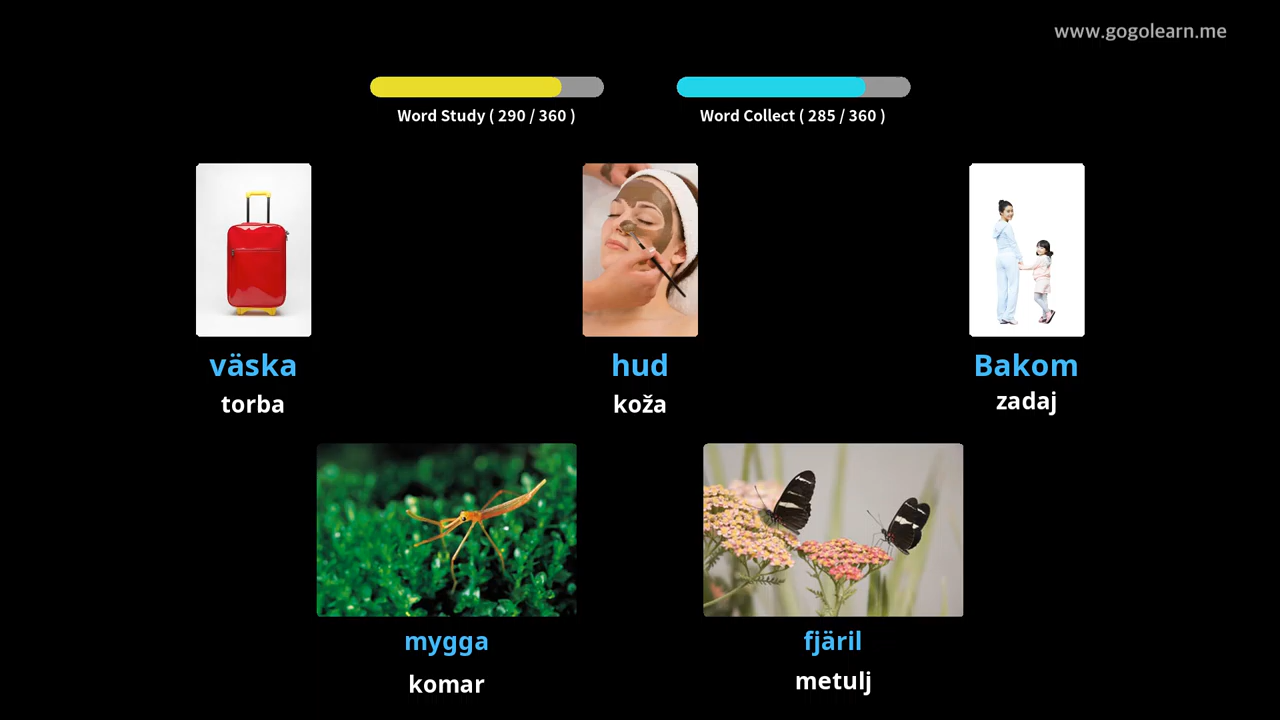 www.gogolearn.me
Word Study ( 290 / 360 )
Word Collect ( 285 / 360 )
väska
hud
Bakom
torba
koža
zadaj
mygga
fjäril
komar
metulj